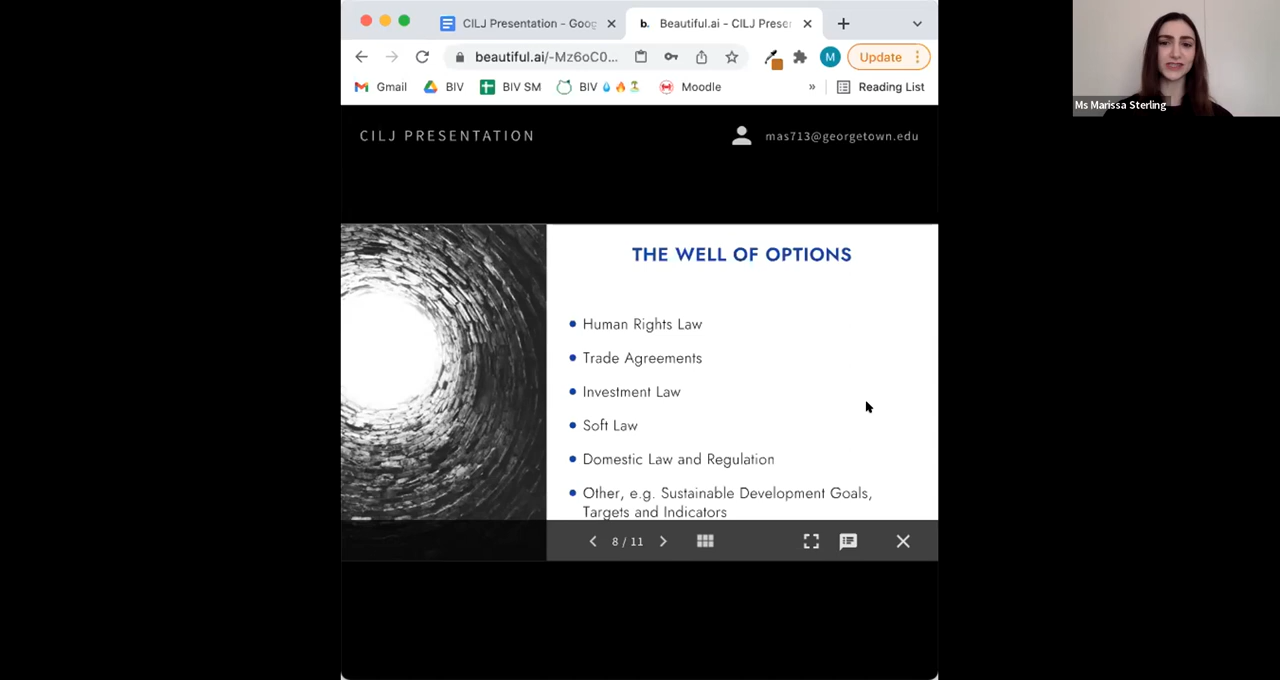 CILJ Presentation - Goog
b. Beautiful.ai - CILJ Preser
beautiful.ai/-Mz6oC0...
M
Update
Gmail
BIV
BIV SM
BIV
Moodle
»
Reading List
Ms Marissa Sterling
CILJ PRESENTATION
mas713@georgetown.edu
THE WELL OF OPTIONS
• Human Rights Law
• Trade Agreements
• Investment Law
• Soft Law
• Domestic Law and Regulation
• Other, e.g. Sustainable Development Goals,
Targets and Indicators
8 / 11